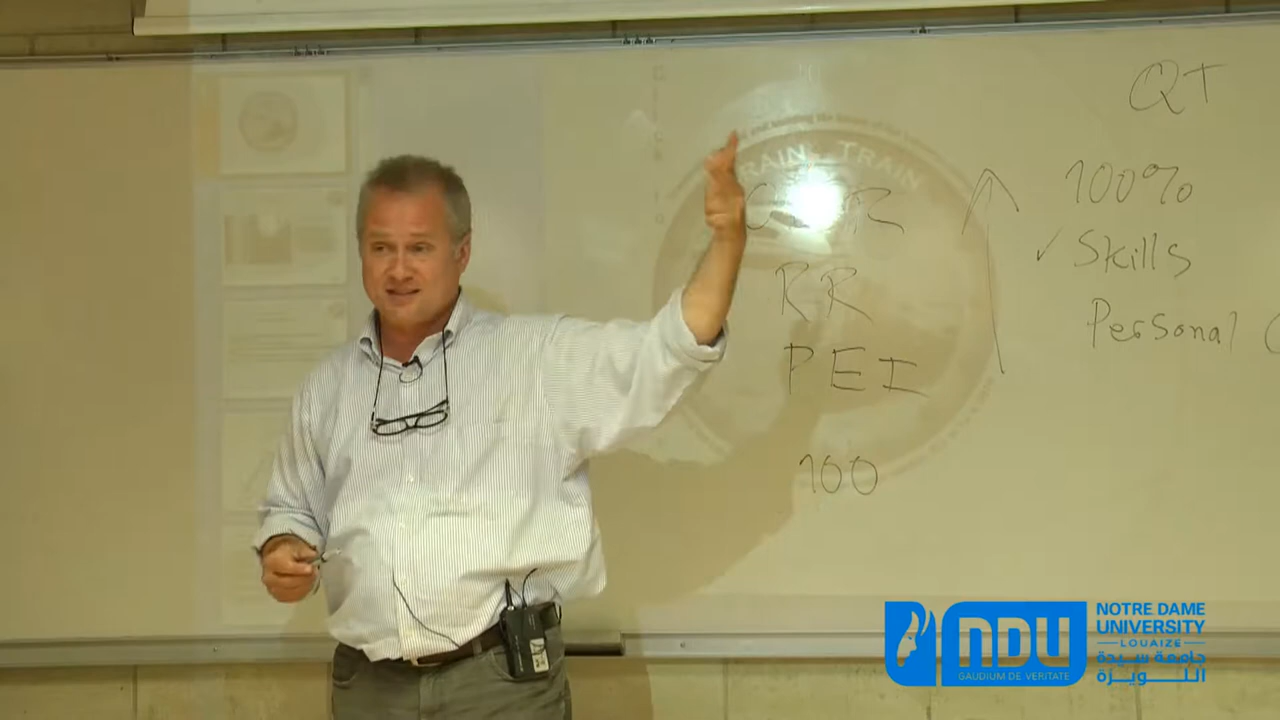 QT
TRAIN
100%
RR
✓ Skills
Personal
PEI
100
NDU
GAUDIUM DE VERITATE
NOTRE DAME
UNIVERSITY
LOUAIZE
جامعة سيدة
اللويزة